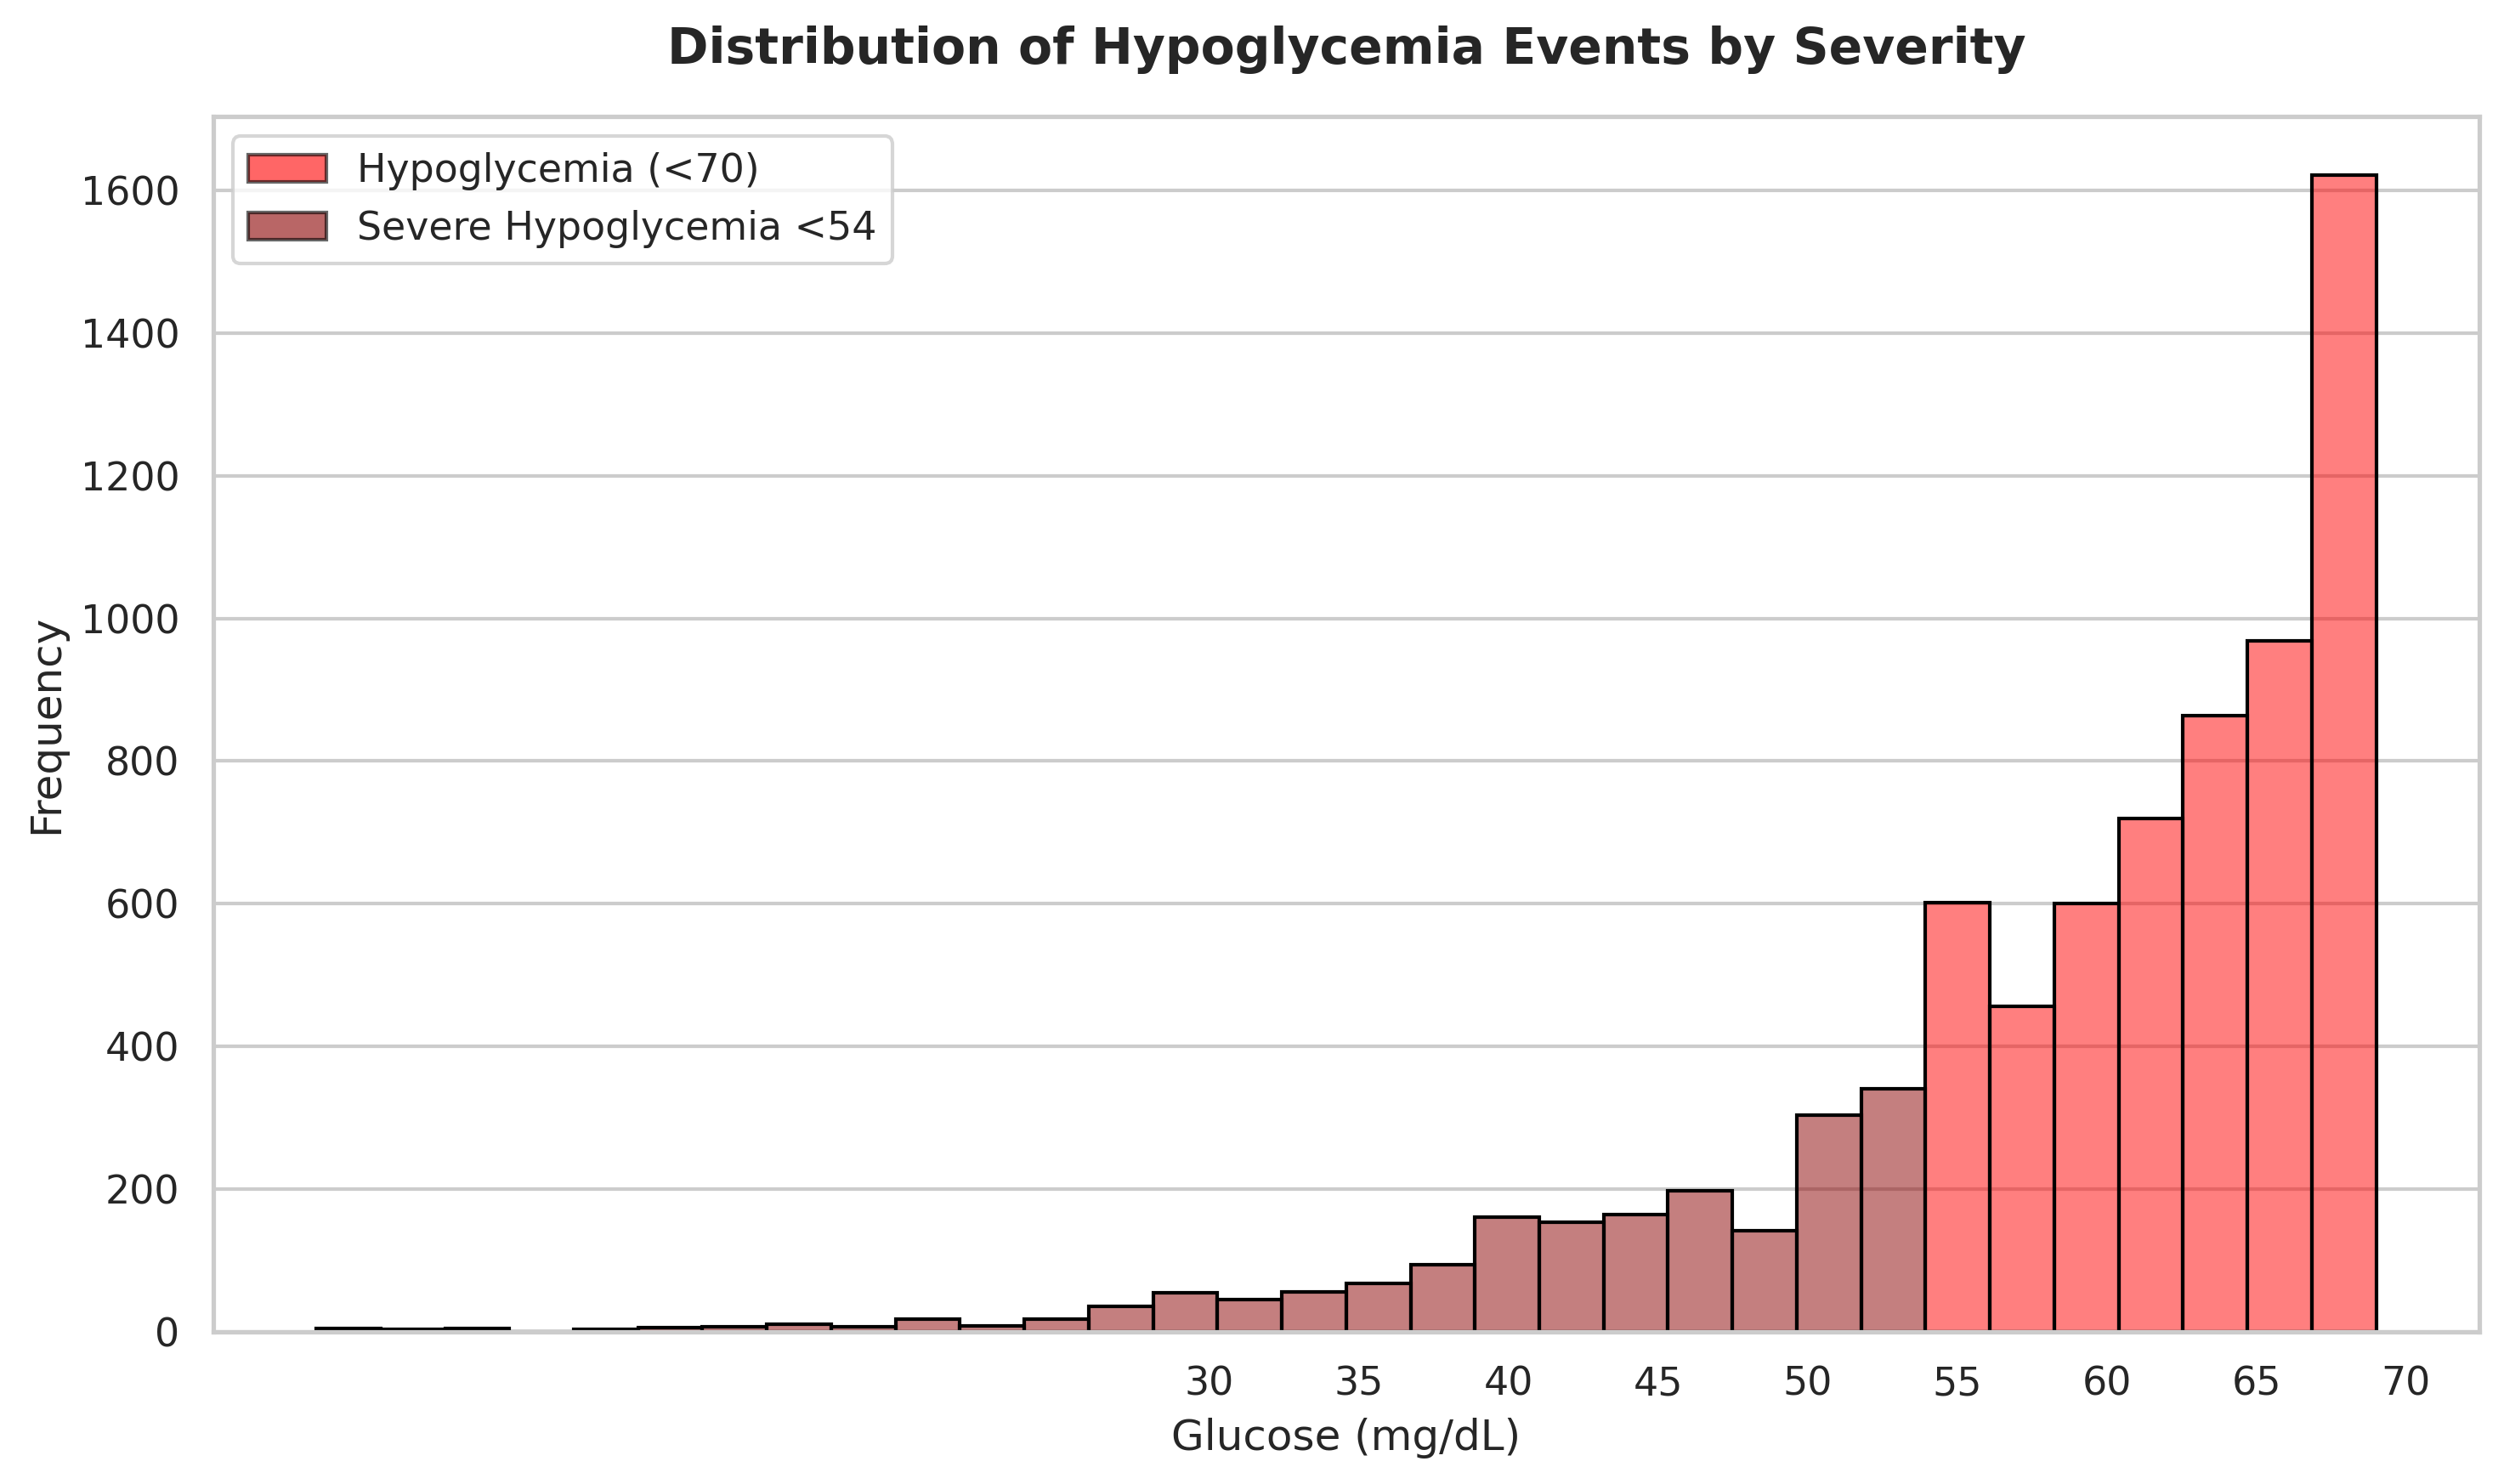 Distribution of Hypoglycemia Events by Severity
Hypoglycemia (<70)
Severe Hypoglycemia <54
1600
1400
1200
1000
800
600
400
200
0
Frequency
30 35 40 45 50 55 60 65 70
Glucose (mg/dL)